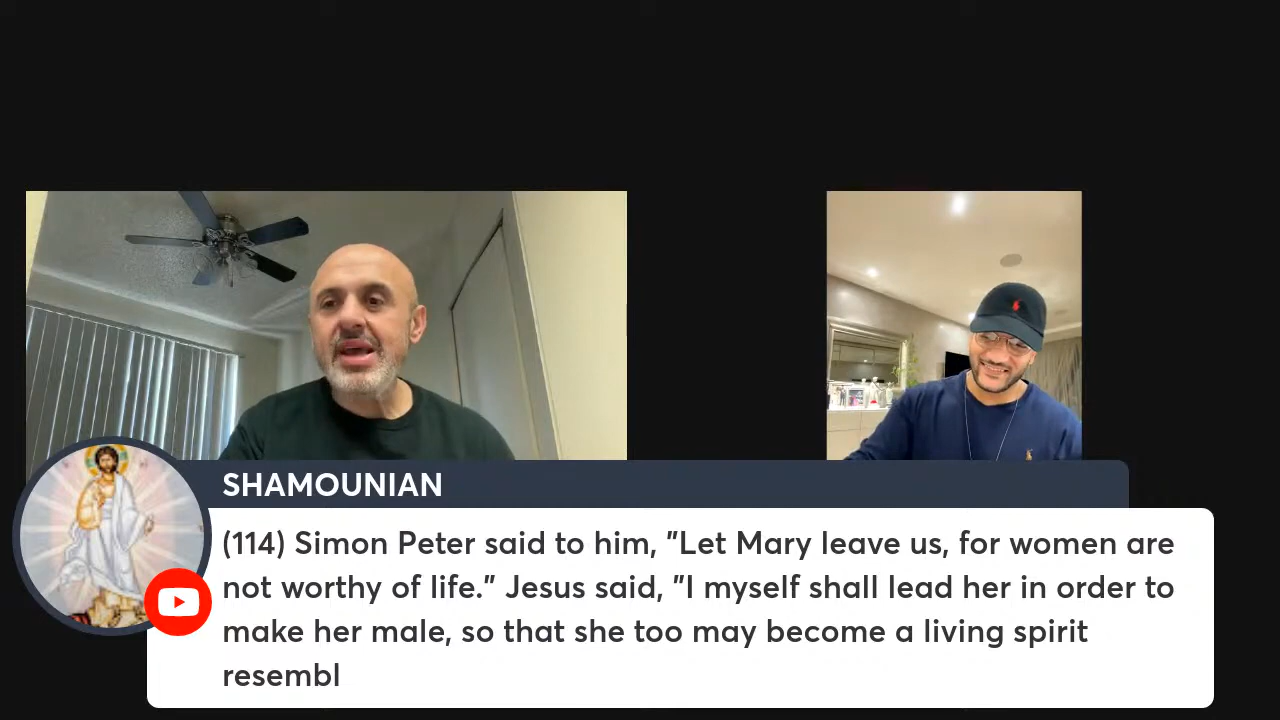 SHAMOUNIAN
(114) Simon Peter said to him, "Let Mary leave us, for women are
not worthy of life." Jesus said, "I myself shall lead her in order to
make her male, so that she too may become a living spirit
resembl